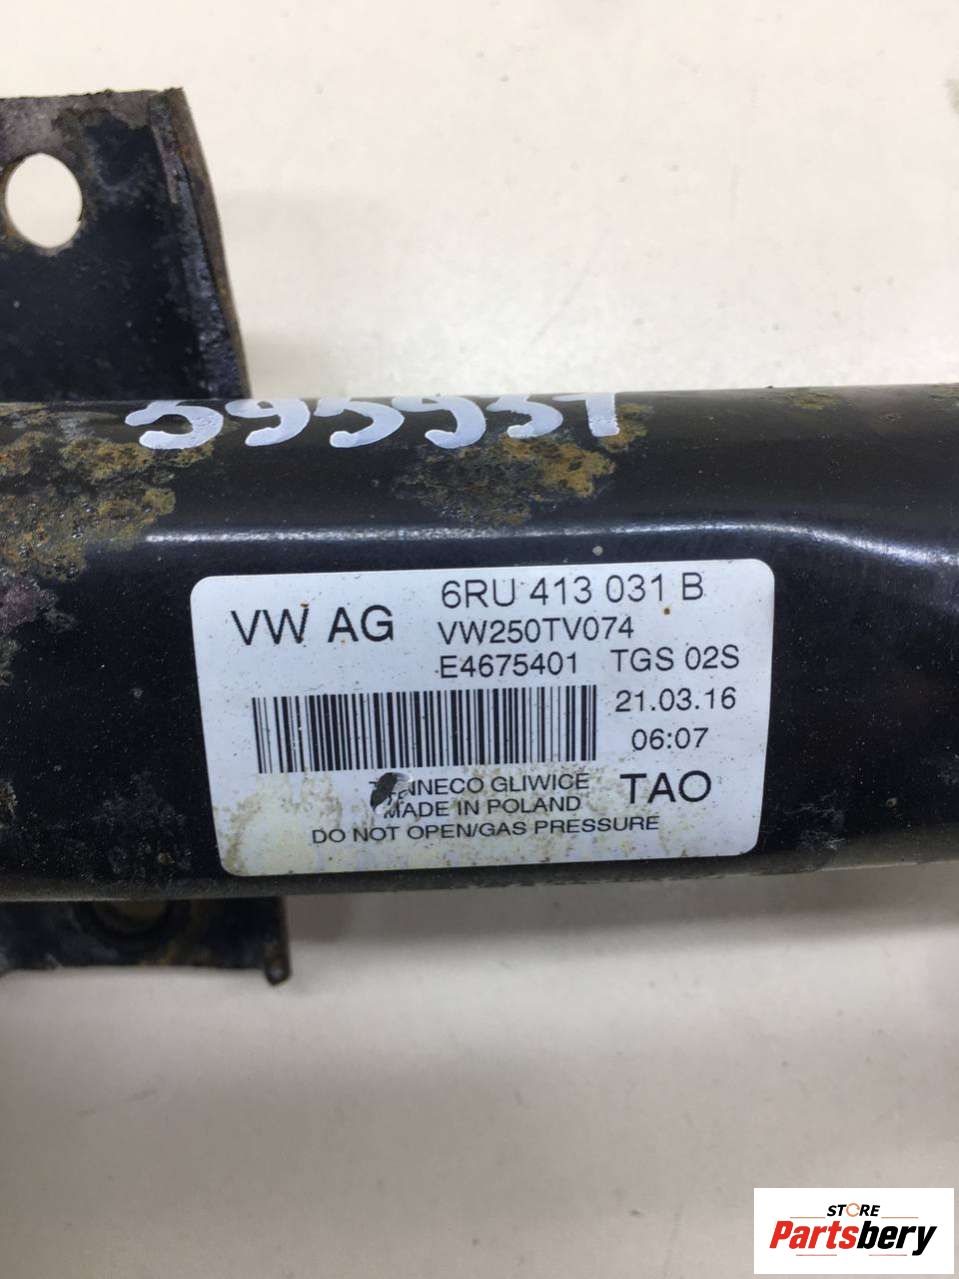 595951
6RU 413 031 B
VW AG
VW250TV074
E4675401 TGS 02S
21.03.16
06:07
GLIWICE TAO
MADE IN POLAND
DO NOT OPEN/GAS PRESSURE
STORE
Partsbery